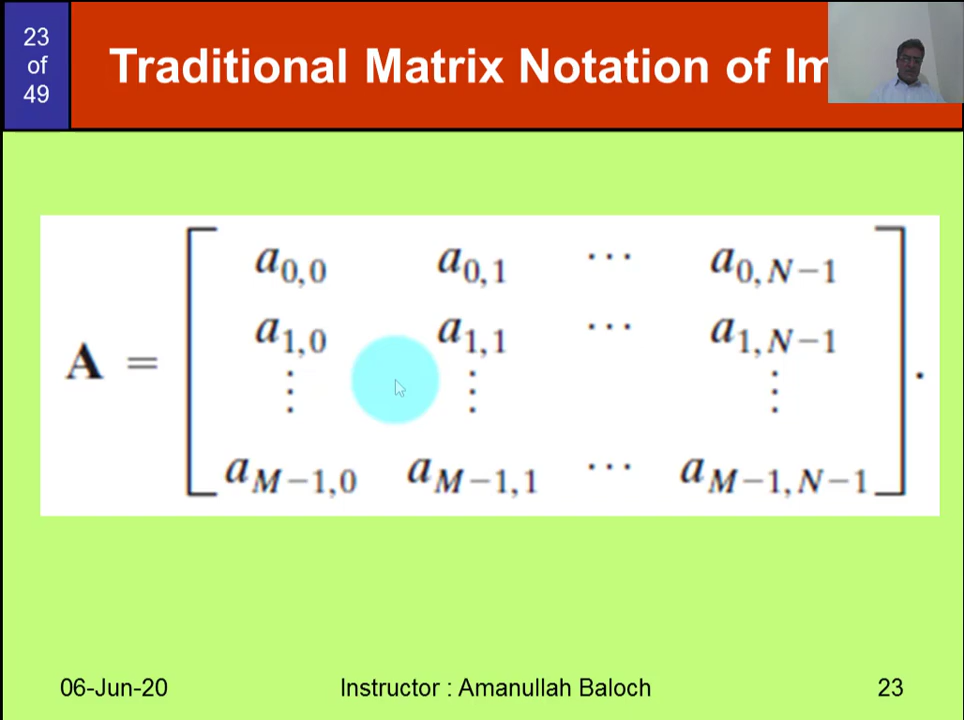 23
of
49
Traditional Matrix Notation of Im
A = [ a0,0 a0,1 ⋯ a0,N−1
a1,0 a1,1 ⋯ a1,N−1
⋮ ⋮ ⋮
aM−1,0 aM−1,1 ⋯ aM−1,N−1 ] .
06-Jun-20 Instructor : Amanullah Baloch 23